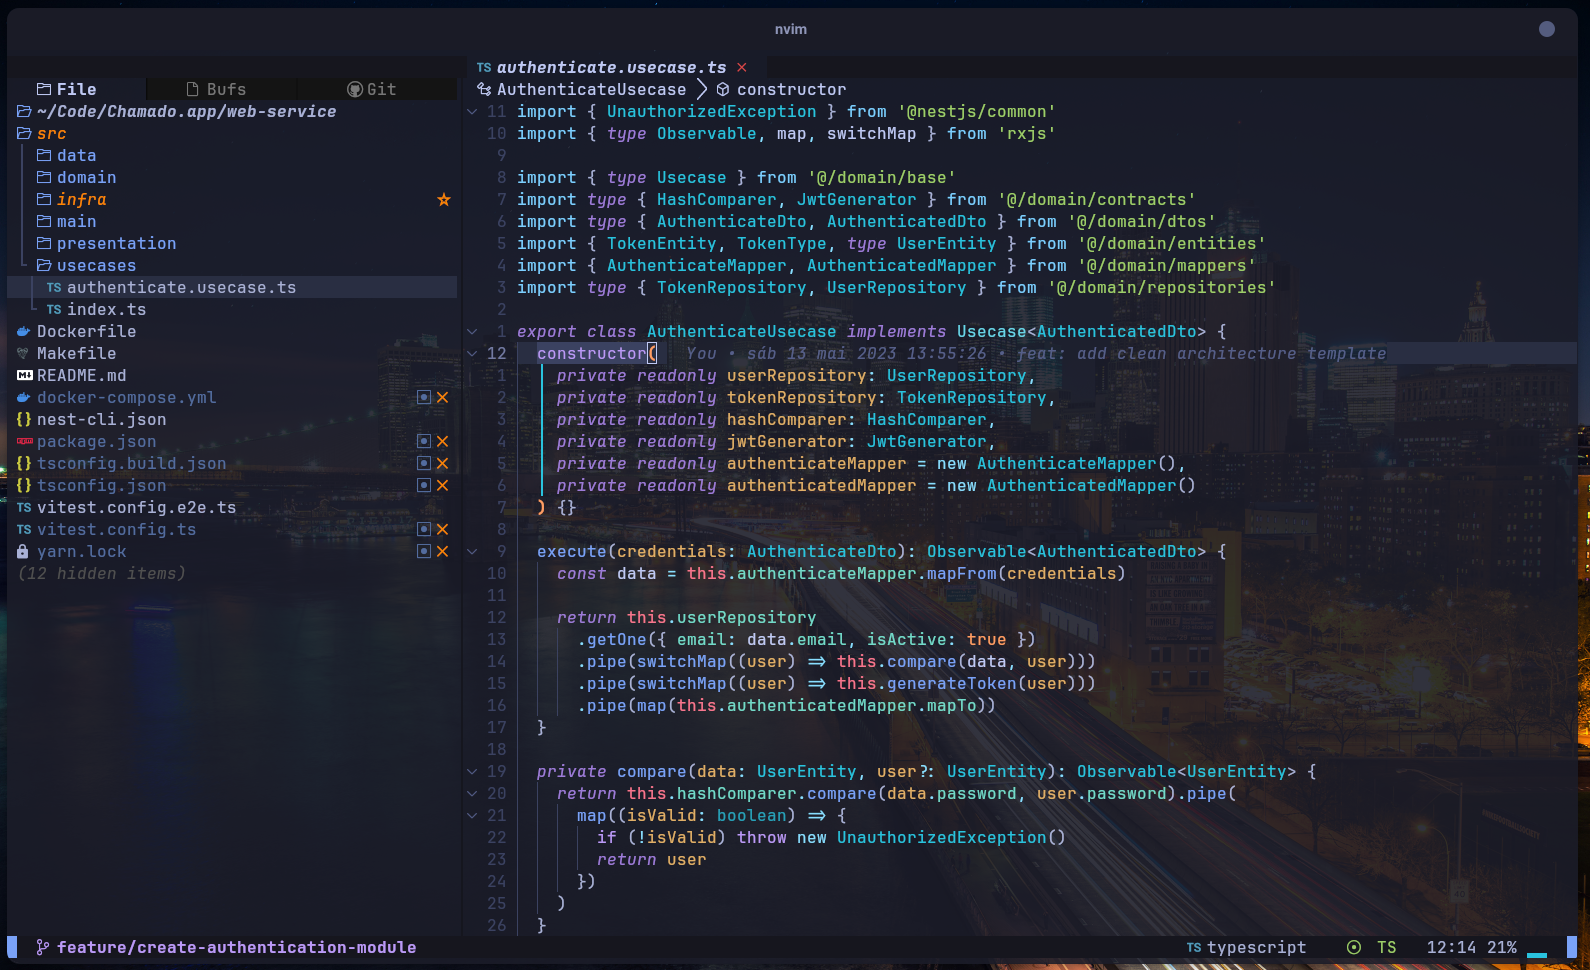 nvim
TS authenticate.usecase.ts
File Bufs Git
AuthenticateUsecase > constructor
~/Code/Chamado.app/web-service
src
data
domain
infra
main
presentation
usecases
TS authenticate.usecase.ts
TS index.ts
Dockerfile
Makefile
README.md
docker-compose.yml
{} nest-cli.json
package.json
{} tsconfig.build.json
{} tsconfig.json
TS vitest.config.e2e.ts
TS vitest.config.ts
yarn.lock
(12 hidden items)
11 import { UnauthorizedException } from '@nestjs/common'
10 import { type Observable, map, switchMap } from 'rxjs'
9
8 import { type Usecase } from '@/domain/base'
7 import type { HashComparer, JwtGenerator } from '@/domain/contracts'
6 import type { AuthenticateDto, AuthenticatedDto } from '@/domain/dtos'
5 import { TokenEntity, TokenType, type UserEntity } from '@/domain/entities'
4 import { AuthenticateMapper, AuthenticatedMapper } from '@/domain/mappers'
3 import type { TokenRepository, UserRepository } from '@/domain/repositories'
2
1 export class AuthenticateUsecase implements Usecase<AuthenticatedDto> {
12 constructor( You • sáb 13 mai 2023 13:55:26 • feat: add clean architecture template
1 private readonly userRepository: UserRepository,
2 private readonly tokenRepository: TokenRepository,
3 private readonly hashComparer: HashComparer,
4 private readonly jwtGenerator: JwtGenerator,
5 private readonly authenticateMapper = new AuthenticateMapper(),
6 private readonly authenticatedMapper = new AuthenticatedMapper()
7 ) {}
8
9 execute(credentials: AuthenticateDto): Observable<AuthenticatedDto> {
10 const data = this.authenticateMapper.mapFrom(credentials)
11
12 return this.userRepository
13 .getOne({ email: data.email, isActive: true })
14 .pipe(switchMap((user) => this.compare(data, user)))
15 .pipe(switchMap((user) => this.generateToken(user)))
16 .pipe(map(this.authenticatedMapper.mapTo))
17 }
18
19 private compare(data: UserEntity, user?: UserEntity): Observable<UserEntity> {
20 return this.hashComparer.compare(data.password, user.password).pipe(
21 map((isValid: boolean) => {
22 if (!isValid) throw new UnauthorizedException()
23 return user
24 })
25 )
26 }
feature/create-authentication-module
TS typescript TS 12:14 21%